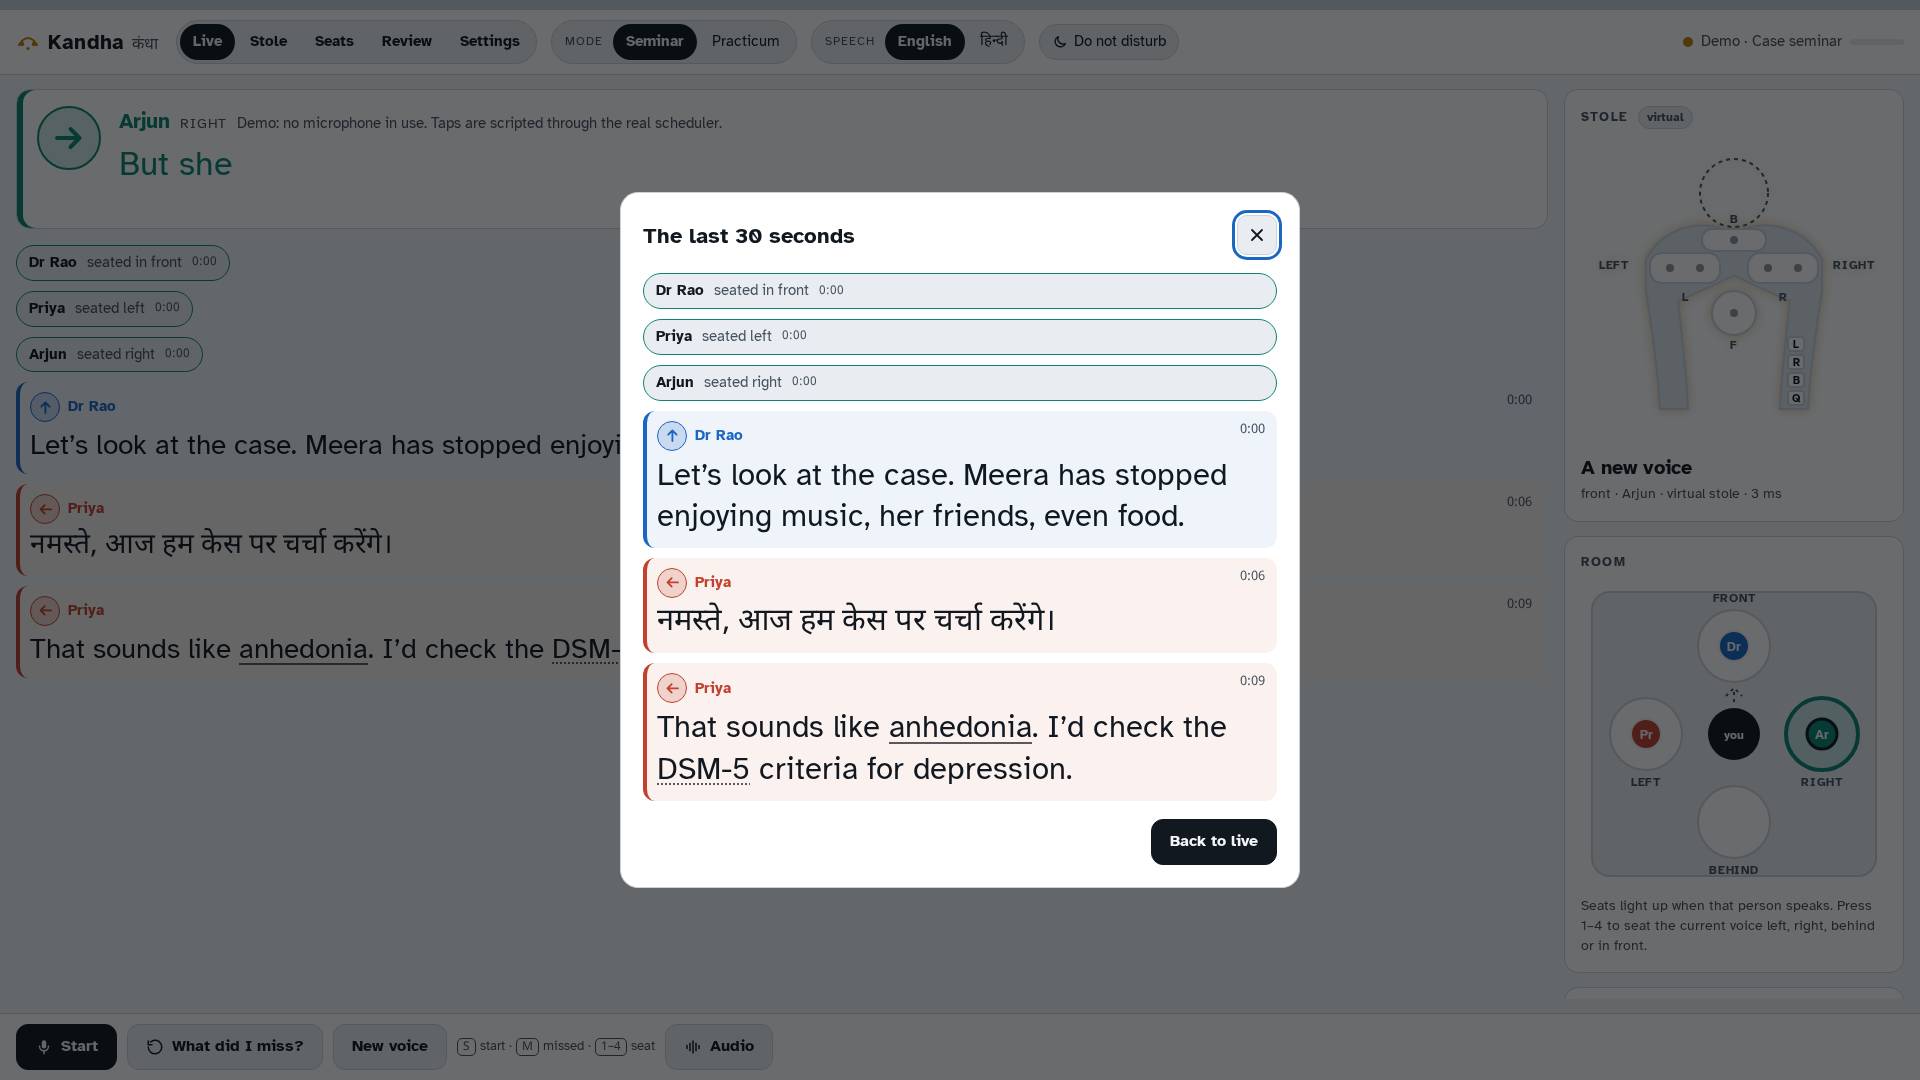 Kandha कंधा
Live Stole Seats Review Settings
MODE Seminar Practicum
SPEECH English हिन्दी
Do not disturb
Demo · Case seminar
Arjun RIGHT Demo: no microphone in use. Taps are scripted through the real scheduler.
But she
Dr Rao seated in front 0:00
Priya seated left 0:00
Arjun seated right 0:00
Dr Rao 0:00
Let’s look at the case. Meera has stopped enjoyi
Priya 0:06
नमस्ते, आज हम केस पर चर्चा करेंगे।
Priya 0:09
That sounds like anhedonia. I’d check the DSM-
The last 30 seconds
Dr Rao seated in front 0:00
Priya seated left 0:00
Arjun seated right 0:00
Dr Rao 0:00
Let’s look at the case. Meera has stopped
enjoying music, her friends, even food.
Priya 0:06
नमस्ते, आज हम केस पर चर्चा करेंगे।
Priya 0:09
That sounds like anhedonia. I’d check the
DSM-5 criteria for depression.
Back to live
STOLE virtual
B
LEFT RIGHT
L R
F
L
R
B
Q
A new voice
front · Arjun · virtual stole · 3 ms
ROOM
FRONT
Dr
Pr you Ar
LEFT RIGHT
BEHIND
Seats light up when that person speaks. Press
1–4 to seat the current voice left, right, behind
or in front.
Start What did I miss? New voice S start · M missed · 1–4 seat Audio